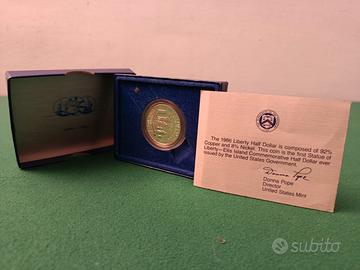 The 1986 Liberty Half Dollar is composed of 92%
Copper and 8% Nickel. This coin is the first Statue of
Liberty—Ellis Island Commemorative Half Dollar ever
issued by the United States Government.
Donna Pope
Donna Pope
Director
United States Mint
subito